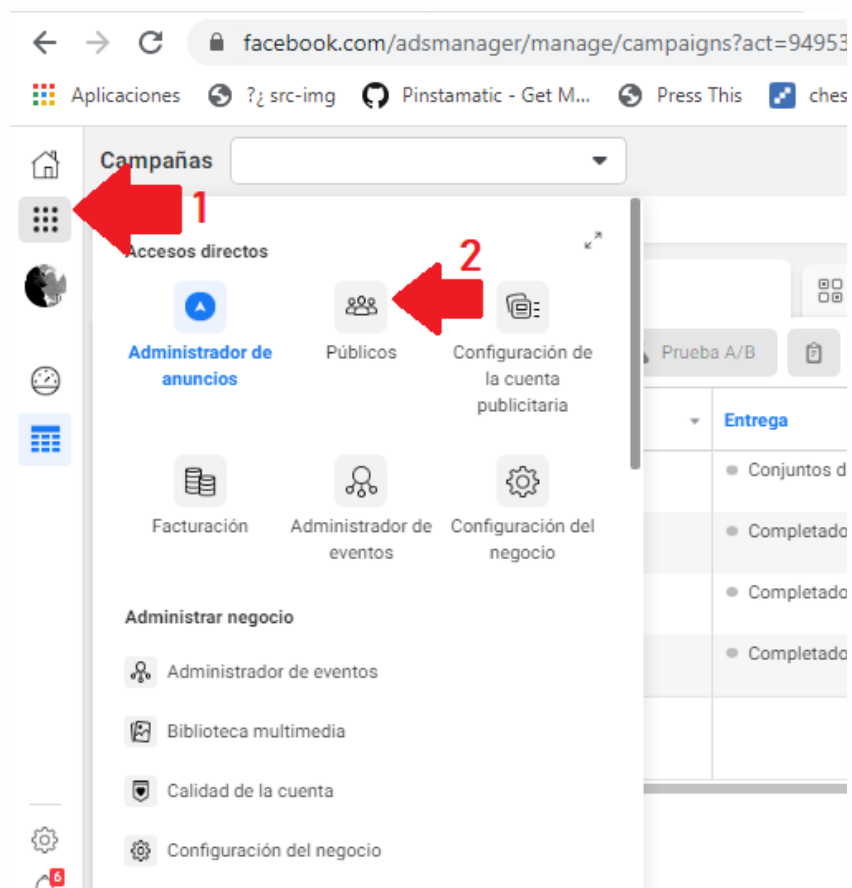 facebook.com/adsmanager/manage/campaigns?act=94953
Aplicaciones ?¿ src-img Pinstamatic - Get M... Press This ches
Campañas
1
Accesos directos
2
Administrador de anuncios
Públicos
Configuración de la cuenta publicitaria
Prueba A/B
Entrega
Conjuntos d
Facturación
Administrador de eventos
Configuración del negocio
Completado
Completado
Completado
Administrar negocio
Administrador de eventos
Biblioteca multimedia
Calidad de la cuenta
Configuración del negocio
6